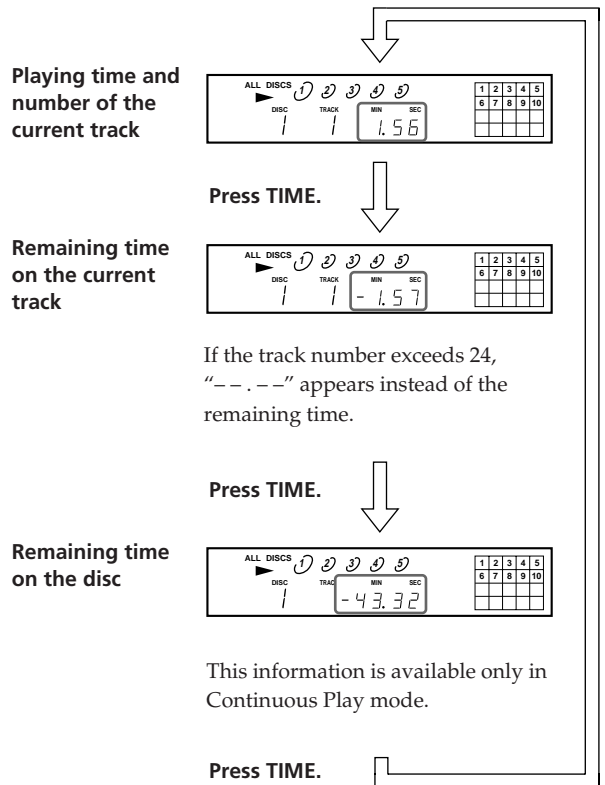 Playing time and
number of the
current track
ALL DISCS 1 2 3 4 5
DISC TRACK MIN SEC
1 1 1.56
1 2 3 4 5
6 7 8 9 10
Press TIME.
Remaining time
on the current
track
ALL DISCS 1 2 3 4 5
DISC TRACK MIN SEC
1 1 - 1.57
1 2 3 4 5
6 7 8 9 10
If the track number exceeds 24,
“– – . – –” appears instead of the
remaining time.
Press TIME.
Remaining time
on the disc
ALL DISCS 1 2 3 4 5
DISC TRAC MIN SEC
1 - 43.32
1 2 3 4 5
6 7 8 9 10
This information is available only in
Continuous Play mode.
Press TIME.